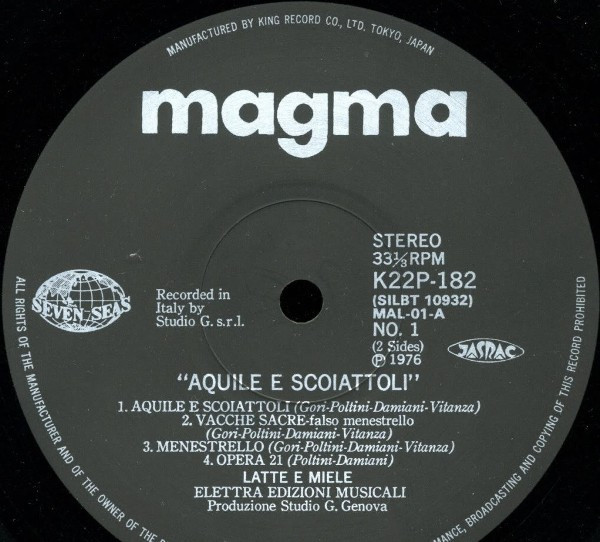 MANUFACTURED BY KING RECORD CO., LTD. TOKYO, JAPAN
magma
STEREO
33⅓RPM
K22P-182
(SILBT 10932)
MAL-01-A
NO. 1
(2 Sides)
Ⓟ 1976
SEVEN SEAS
Recorded in
Italy by
Studio G. s.r.l.
JASRAC
"AQUILE E SCOIATTOLI"
1. AQUILE E SCOIATTOLI (Gori-Poltini-Damiani-Vitanza)
2. VACCHE SACRE-falso menestrello
(Gori-Poltini-Damiani-Vitanza)
3. MENESTRELLO (Gori-Poltini-Damiani-Vitanza)
4. OPERA 21 (Poltini-Damiani)
LATTE E MIELE
ELETTRA EDIZIONI MUSICALI
Produzione Studio G. Genova
ALL RIGHTS OF THE MANUFACTURER AND OF THE OWNER OF THE
MANCE, BROADCASTING AND COPYING OF THIS RECORD PROHIBITED